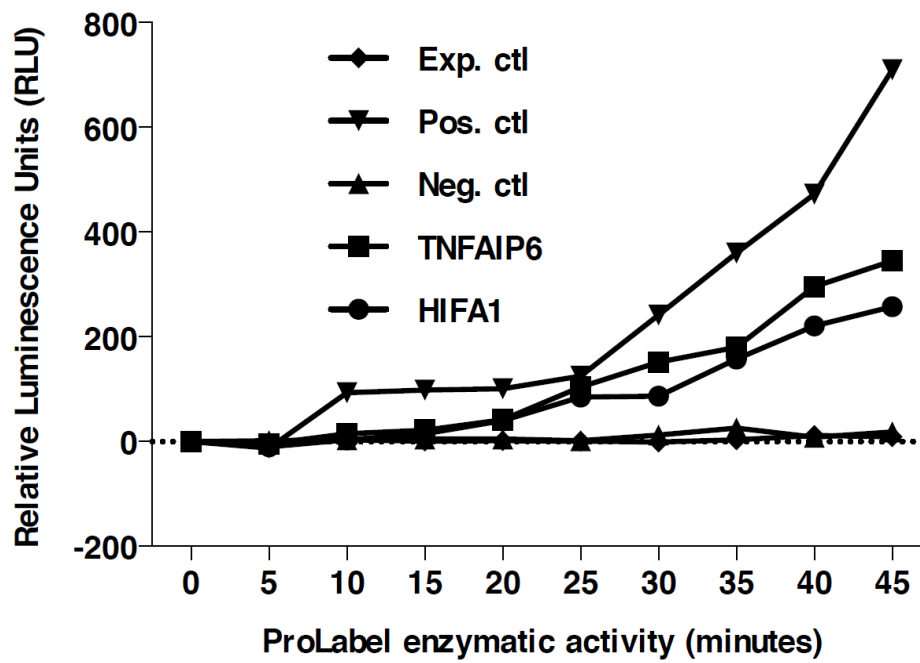 Relative Luminescence Units (RLU)
800
600
400
200
0
-200
Exp. ctl
Pos. ctl
Neg. ctl
TNFAIP6
HIFA1
0 5 10 15 20 25 30 35 40 45
ProLabel enzymatic activity (minutes)